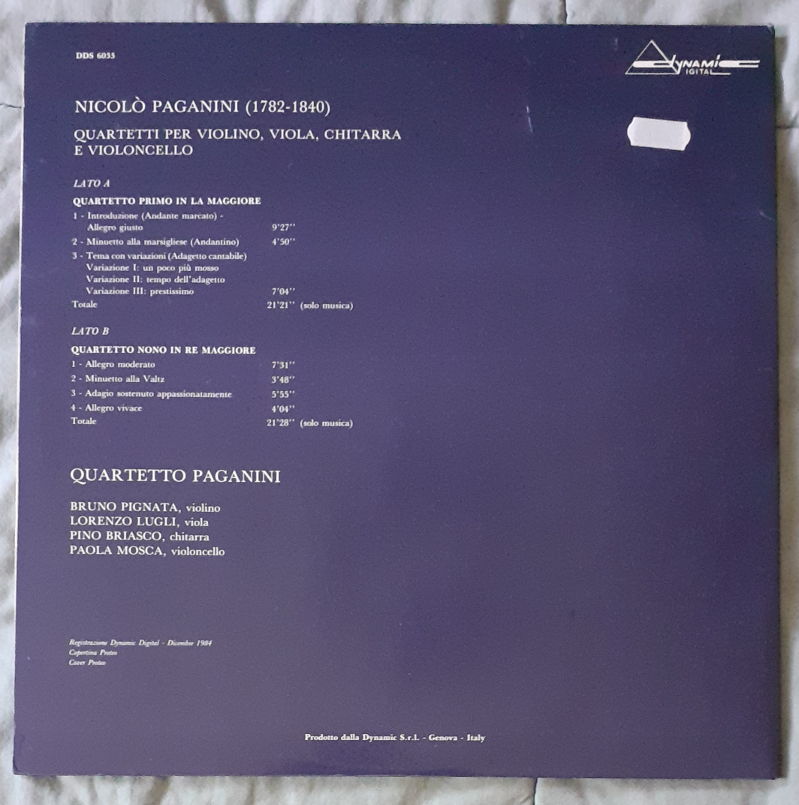 DDS 6035
DYNAMIC
DIGITAL
NICOLÒ PAGANINI (1782-1840)
QUARTETTI PER VIOLINO, VIOLA, CHITARRA
E VIOLONCELLO
LATO A
QUARTETTO PRIMO IN LA MAGGIORE
1 - Introduzione (Andante marcato) -
Allegro giusto 9'27''
2 - Minuetto alla marsigliese (Andantino) 4'50''
3 - Tema con variazioni (Adagetto cantabile)
Variazione I: un poco più mosso
Variazione II: tempo dell'adagetto
Variazione III: prestissimo 7'04''
Totale 21'21'' (solo musica)
LATO B
QUARTETTO NONO IN RE MAGGIORE
1 - Allegro moderato 7'31''
2 - Minuetto alla Valtz 3'48''
3 - Adagio sostenuto appassionatamente 5'55''
4 - Allegro vivace 4'04''
Totale 21'28'' (solo musica)
QUARTETTO PAGANINI
BRUNO PIGNATA, violino
LORENZO LUGLI, viola
PINO BRIASCO, chitarra
PAOLA MOSCA, violoncello
Registrazione Dynamic Digital - Dicembre 1984
Copertina Proteo
Cover Proteo
Prodotto dalla Dynamic S.r.l. - Genova - Italy